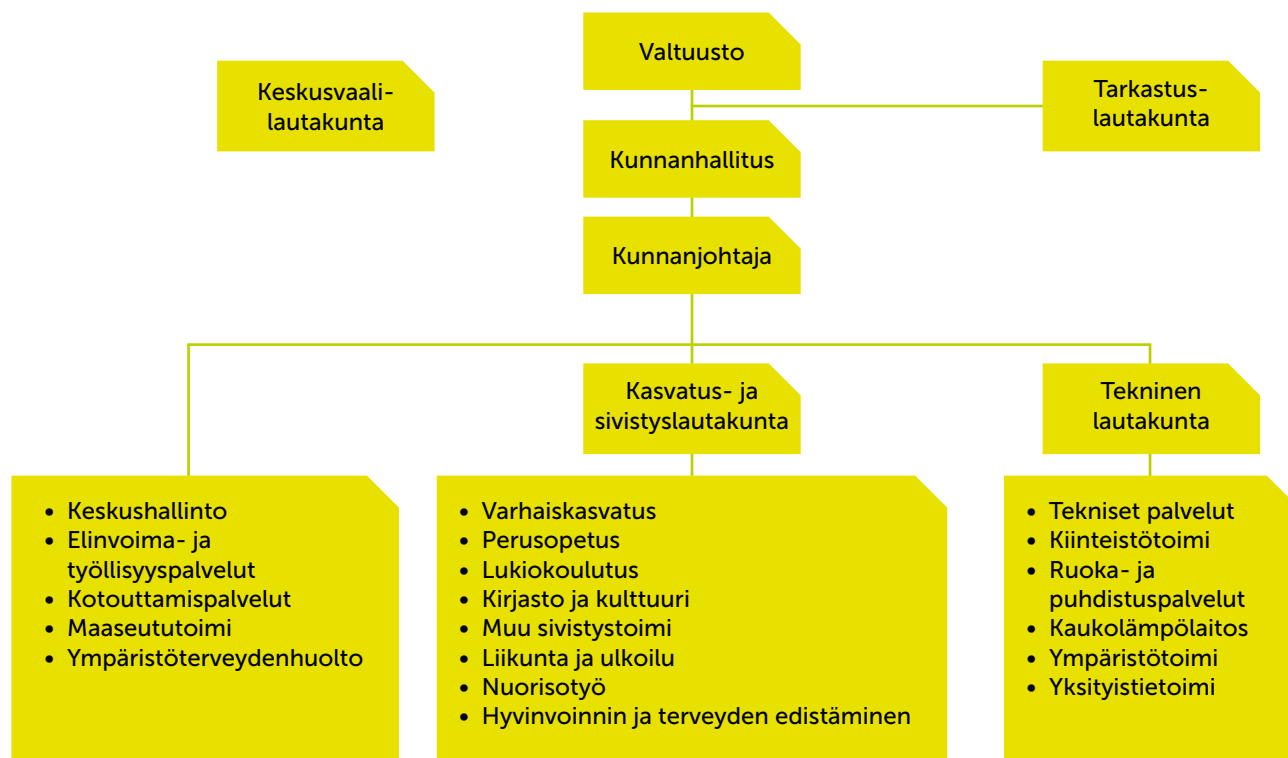 Valtuusto
Keskusvaali-
lautakunta
Tarkastus-
lautakunta
Kunnanhallitus
Kunnanjohtaja
Kasvatus- ja
sivistyslautakunta
Tekninen
lautakunta
• Keskushallinto
• Elinvoima- ja
työllisyyspalvelut
• Kotouttamispalvelut
• Maaseututoimi
• Ympäristöterveydenhuolto
• Varhaiskasvatus
• Perusopetus
• Lukiokoulutus
• Kirjasto ja kulttuuri
• Muu sivistystoimi
• Liikunta ja ulkoilu
• Nuorisotyö
• Hyvinvoinnin ja terveyden edistäminen
• Tekniset palvelut
• Kiinteistötoimi
• Ruoka- ja
puhdistuspalvelut
• Kaukolämpölaitos
• Ympäristötoimi
• Yksityistietoimi